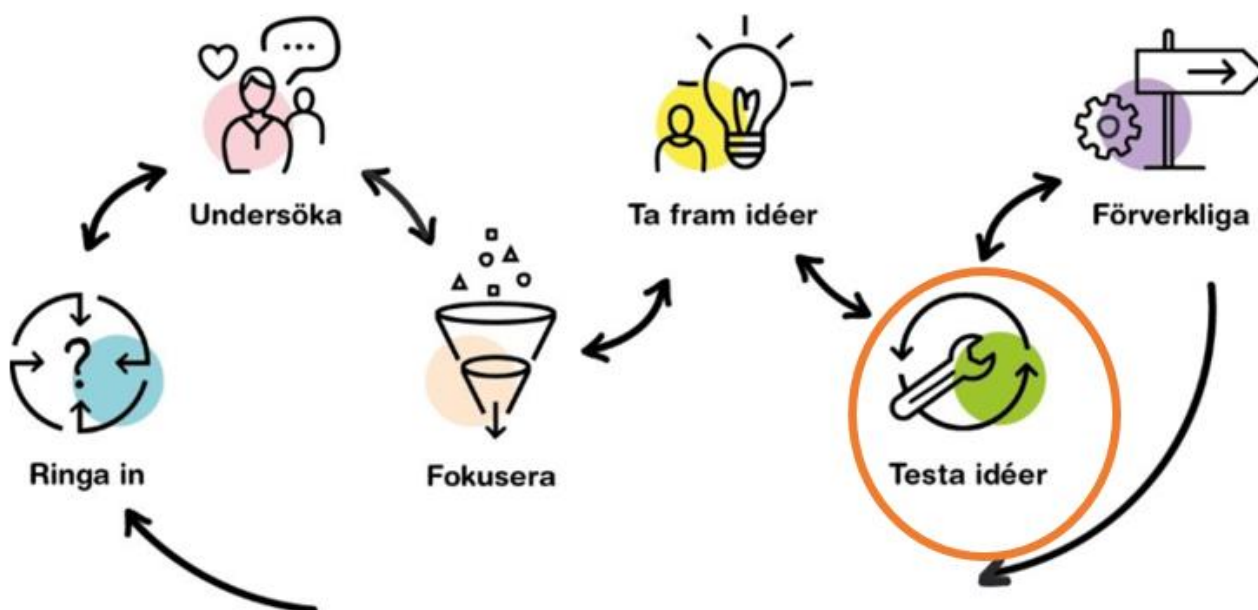 Undersöka
Ta fram idéer
Förverkliga
?
Ringa in
Fokusera
Testa idéer